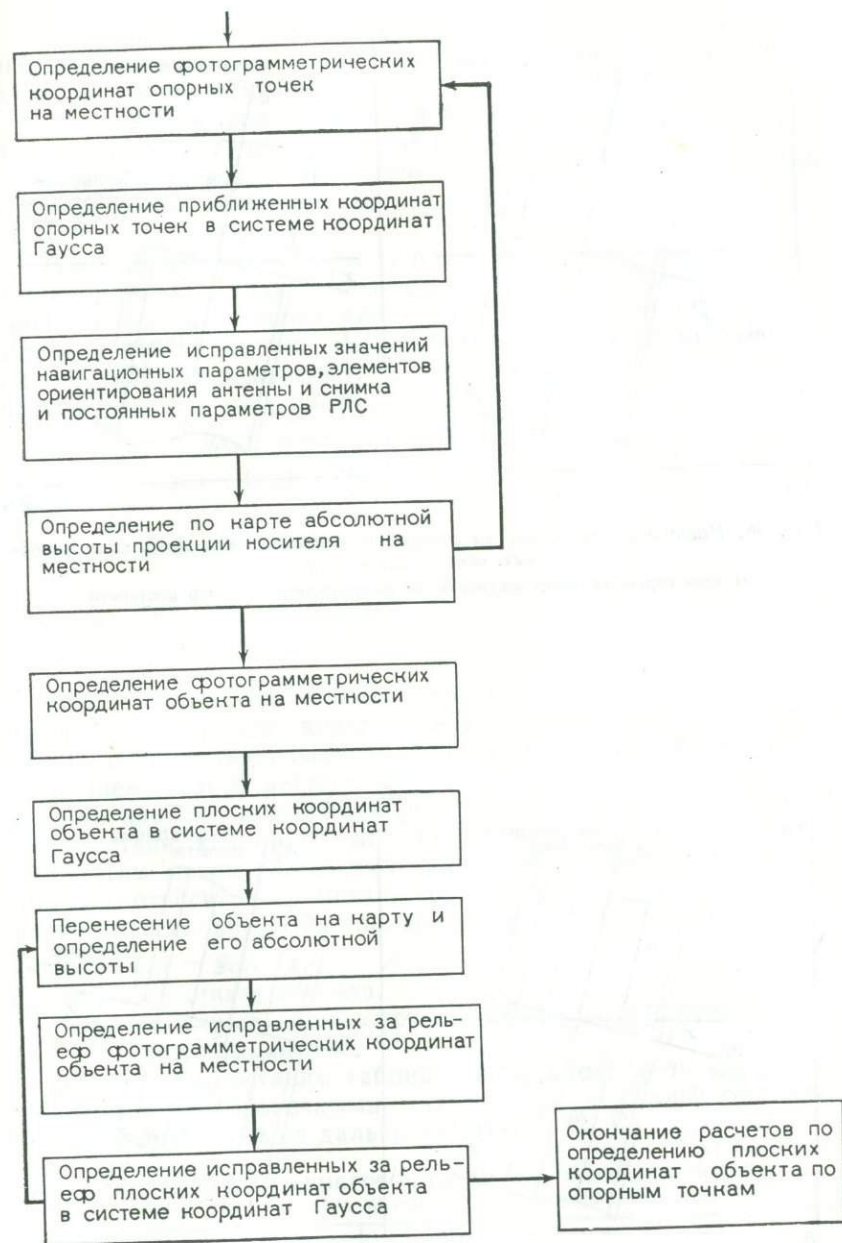 Определение фотограмметрических
координат опорных точек
на местности
Определение приближенных координат
опорных точек в системе координат
Гаусса
Определение исправленных значений
навигационных параметров, элементов
ориентирования антенны и снимка
и постоянных параметров РЛС
Определение по карте абсолютной
высоты проекции носителя на
местности
Определение фотограмметрических
координат объекта на местности
Определение плоских координат
объекта в системе координат
Гаусса
Перенесение объекта на карту и
определение его абсолютной
высоты
Определение исправленных за рель-
еф фотограмметрических координат
объекта на местности
Определение исправленных за рель-
еф плоских координат объекта
в системе координат Гаусса
Окончание расчетов по
определению плоских
координат объекта по
опорным точкам